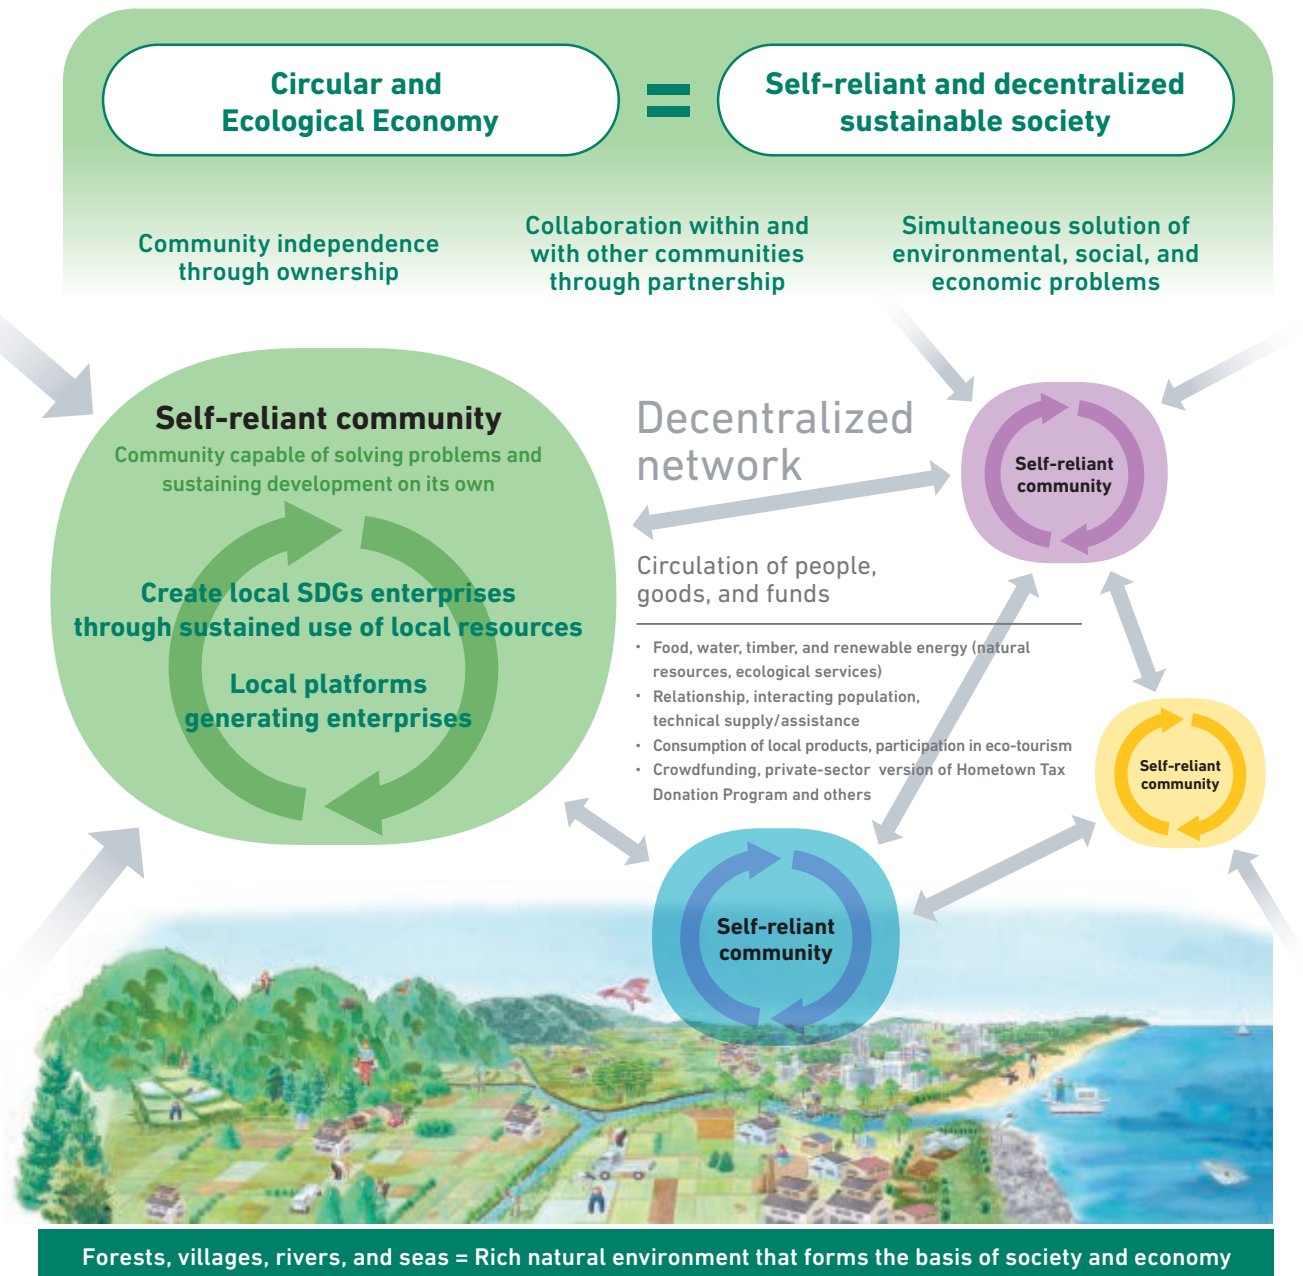 Circular and
Ecological Economy
=
Self-reliant and decentralized
sustainable society
Community independence
through ownership
Collaboration within and
with other communities
through partnership
Simultaneous solution of
environmental, social, and
economic problems
Self-reliant community
Community capable of solving problems and
sustaining development on its own
Create local SDGs enterprises
through sustained use of local resources
Local platforms
generating enterprises
Decentralized
network
Circulation of people,
goods, and funds
・ Food, water, timber, and renewable energy (natural
resources, ecological services)
・ Relationship, interacting population,
technical supply/assistance
・ Consumption of local products, participation in eco-tourism
・ Crowdfunding, private-sector version of Hometown Tax
Donation Program and others
Self-reliant
community
Self-reliant
community
Self-reliant
community
Forests, villages, rivers, and seas = Rich natural environment that forms the basis of society and economy